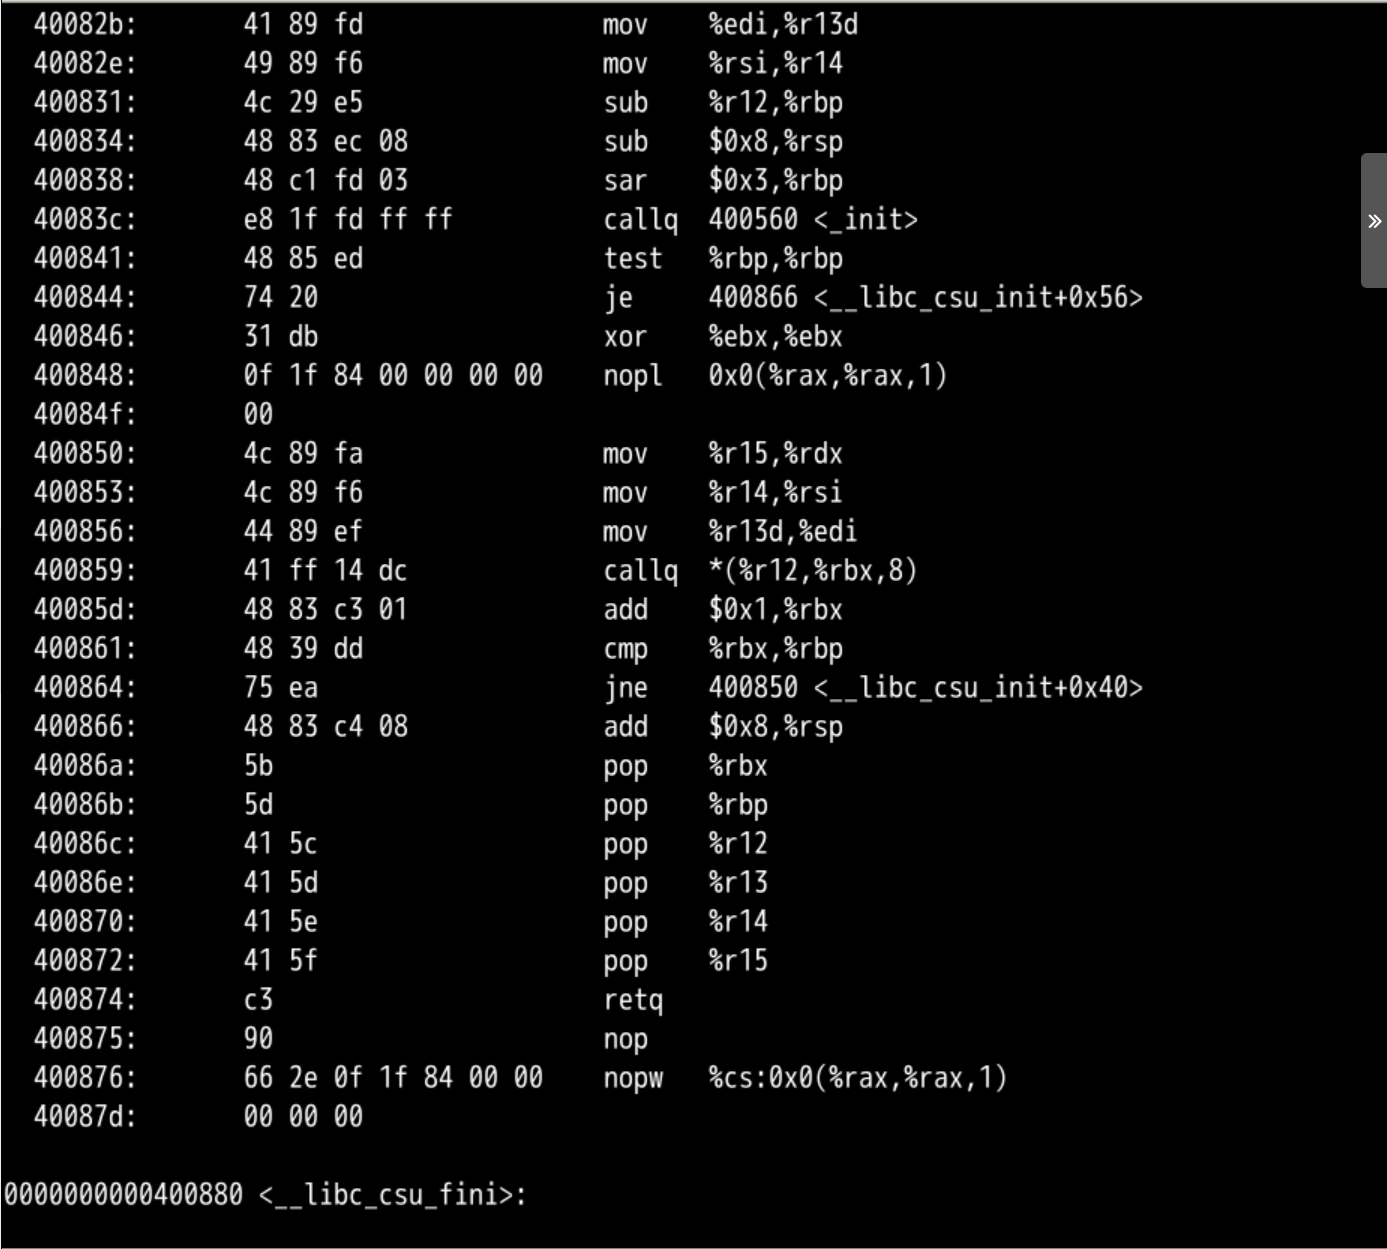 40082b: 41 89 fd mov %edi,%r13d
40082e: 49 89 f6 mov %rsi,%r14
400831: 4c 29 e5 sub %r12,%rbp
400834: 48 83 ec 08 sub $0x8,%rsp
400838: 48 c1 fd 03 sar $0x3,%rbp
40083c: e8 1f fd ff ff callq 400560 <_init>
400841: 48 85 ed test %rbp,%rbp
400844: 74 20 je 400866 <__libc_csu_init+0x56>
400846: 31 db xor %ebx,%ebx
400848: 0f 1f 84 00 00 00 00 nopl 0x0(%rax,%rax,1)
40084f: 00
400850: 4c 89 fa mov %r15,%rdx
400853: 4c 89 f6 mov %r14,%rsi
400856: 44 89 ef mov %r13d,%edi
400859: 41 ff 14 dc callq *(%r12,%rbx,8)
40085d: 48 83 c3 01 add $0x1,%rbx
400861: 48 39 dd cmp %rbx,%rbp
400864: 75 ea jne 400850 <__libc_csu_init+0x40>
400866: 48 83 c4 08 add $0x8,%rsp
40086a: 5b pop %rbx
40086b: 5d pop %rbp
40086c: 41 5c pop %r12
40086e: 41 5d pop %r13
400870: 41 5e pop %r14
400872: 41 5f pop %r15
400874: c3 retq
400875: 90 nop
400876: 66 2e 0f 1f 84 00 00 nopw %cs:0x0(%rax,%rax,1)
40087d: 00 00 00
0000000000400880 <__libc_csu_fini>: